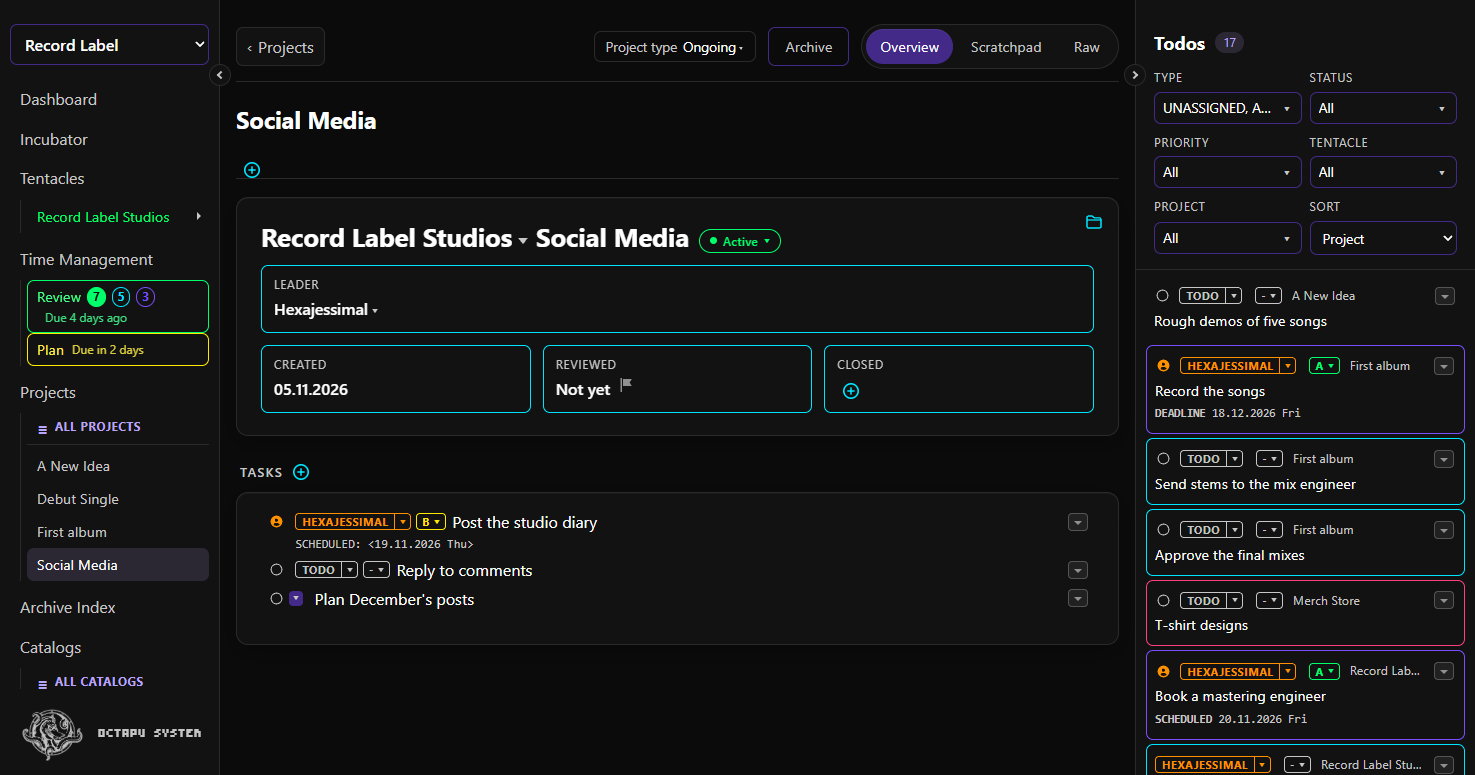 Record Label
Dashboard
Incubator
Tentacles
Record Label Studios
Time Management
Review 7 5 3
Due 4 days ago
Plan Due in 2 days
Projects
ALL PROJECTS
A New Idea
Debut Single
First album
Social Media
Archive Index
Catalogs
ALL CATALOGS
OCTAPU SYSTEM
‹ Projects
Project type Ongoing
Archive
Overview
Scratchpad
Raw
Social Media
Record Label Studios Social Media Active
LEADER
Hexajessimal
CREATED
05.11.2026
REVIEWED
Not yet
CLOSED
TASKS
HEXAJESSIMAL B Post the studio diary
SCHEDULED: <19.11.2026 Thu>
TODO - Reply to comments
Plan December's posts
Todos 17
TYPE STATUS
UNASSIGNED, A... All
PRIORITY TENTACLE
All All
PROJECT SORT
All Project
TODO - A New Idea
Rough demos of five songs
HEXAJESSIMAL A First album
Record the songs
DEADLINE 18.12.2026 Fri
TODO - First album
Send stems to the mix engineer
TODO - First album
Approve the final mixes
TODO - Merch Store
T-shirt designs
HEXAJESSIMAL A Record Lab...
Book a mastering engineer
SCHEDULED 20.11.2026 Fri
HEXAJESSIMAL - Record Label Stu...